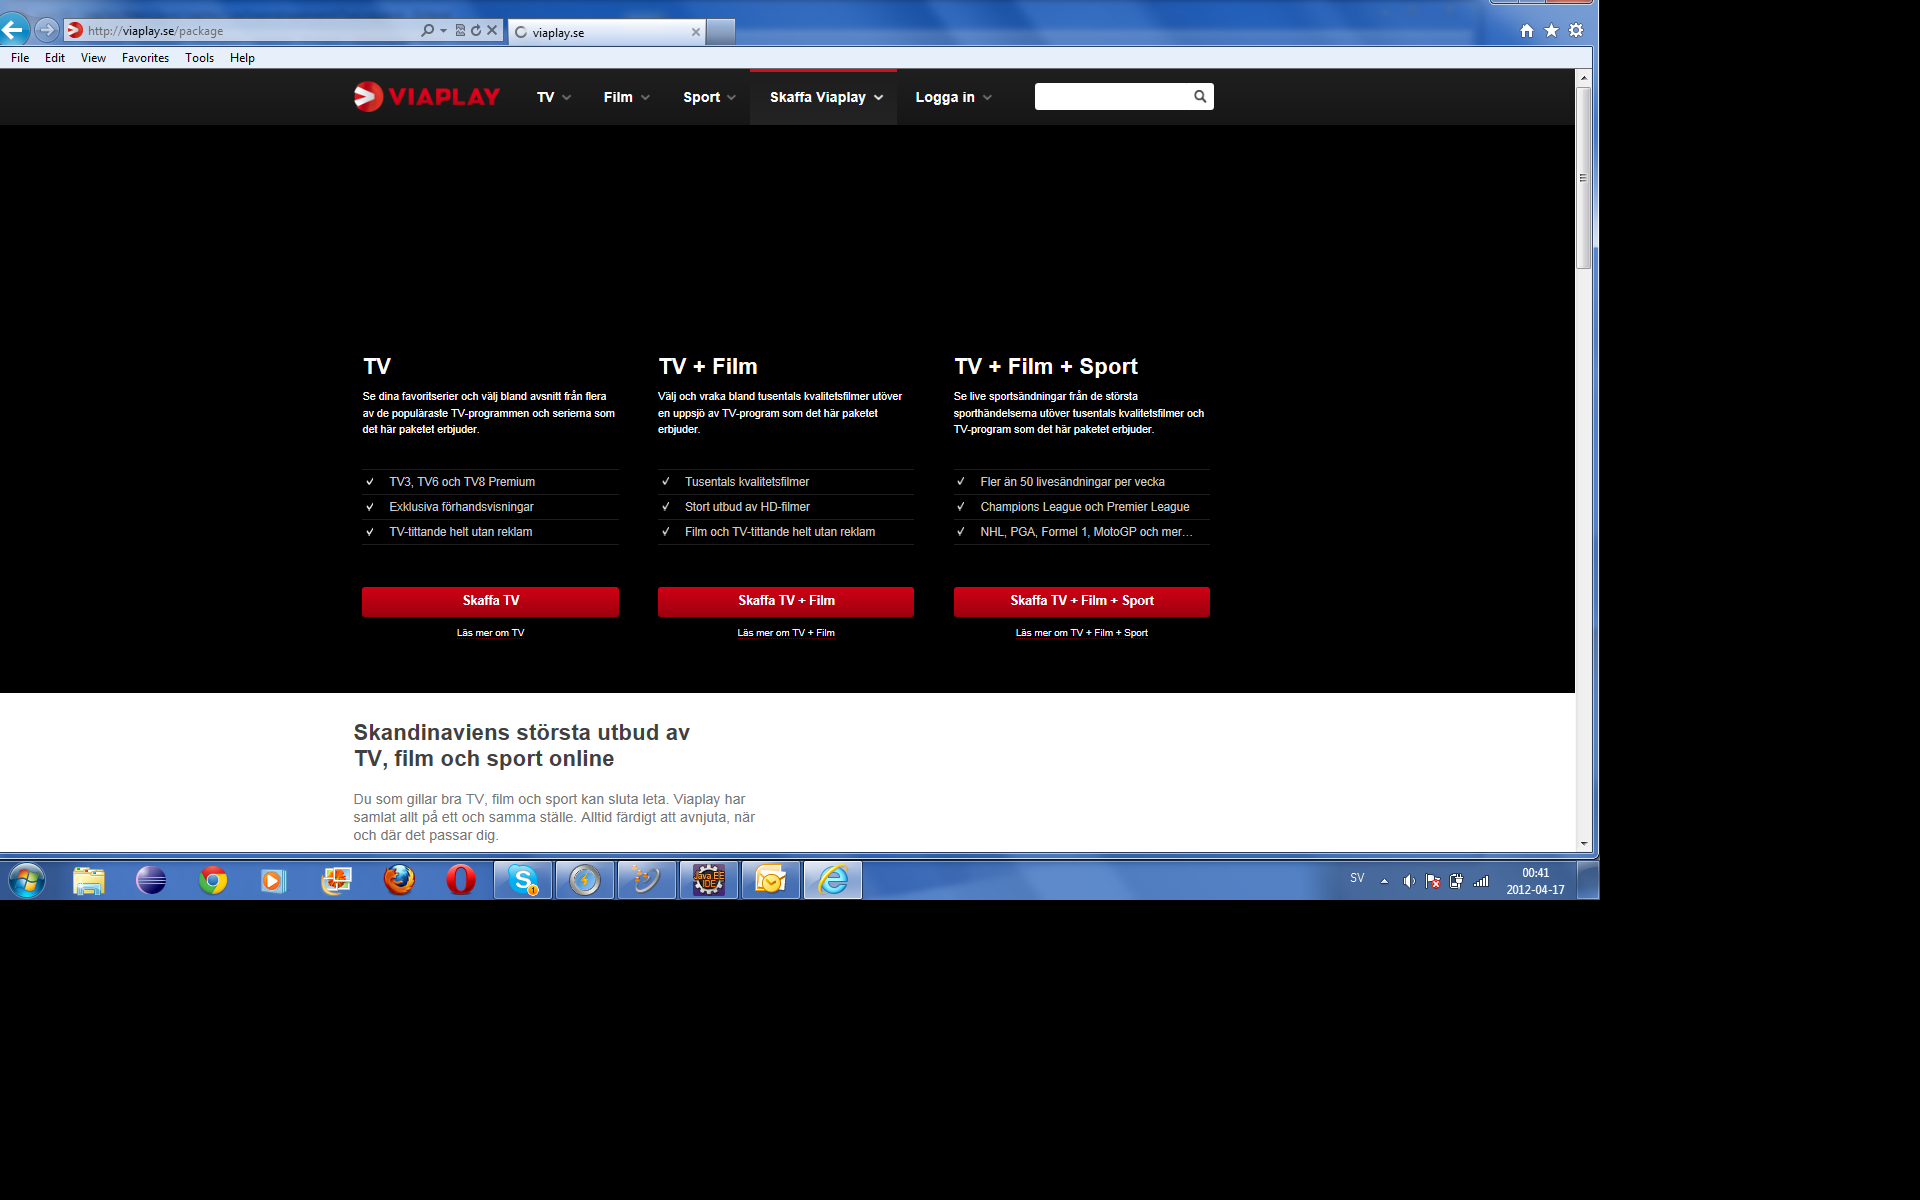 http://viaplay.se/package
viaplay.se
File Edit View Favorites Tools Help
VIAPLAY TV Film Sport Skaffa Viaplay Logga in
TV
Se dina favoritserier och välj bland avsnitt från flera
av de populäraste TV-programmen och serierna som
det här paketet erbjuder.
TV3, TV6 och TV8 Premium
Exklusiva förhandsvisningar
TV-tittande helt utan reklam
Skaffa TV
Läs mer om TV
TV + Film
Välj och vraka bland tusentals kvalitetsfilmer utöver
en uppsjö av TV-program som det här paketet
erbjuder.
Tusentals kvalitetsfilmer
Stort utbud av HD-filmer
Film och TV-tittande helt utan reklam
Skaffa TV + Film
Läs mer om TV + Film
TV + Film + Sport
Se live sportsändningar från de största
sporthändelserna utöver tusentals kvalitetsfilmer och
TV-program som det här paketet erbjuder.
Fler än 50 livesändningar per vecka
Champions League och Premier League
NHL, PGA, Formel 1, MotoGP och mer…
Skaffa TV + Film + Sport
Läs mer om TV + Film + Sport
Skandinaviens största utbud av
TV, film och sport online
Du som gillar bra TV, film och sport kan sluta leta. Viaplay har
samlat allt på ett och samma ställe. Alltid färdigt att avnjuta, när
och där det passar dig.
Java EE
IDE
SV
00:41
2012-04-17